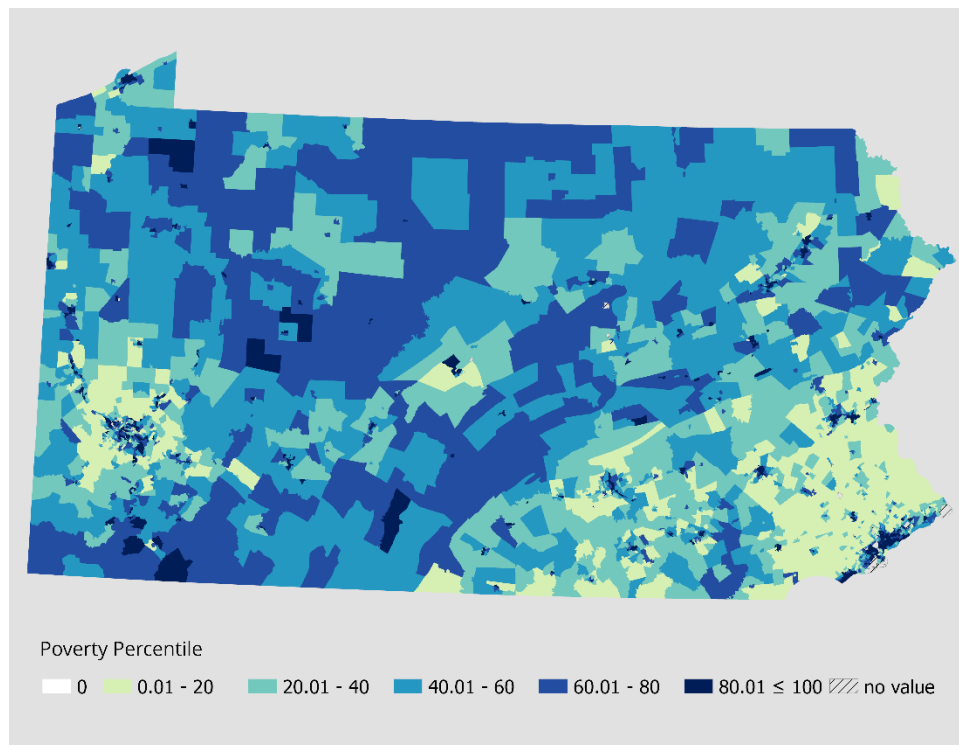 Poverty Percentile
0 0.01 - 20 20.01 - 40 40.01 - 60 60.01 - 80 80.01 ≤ 100 no value